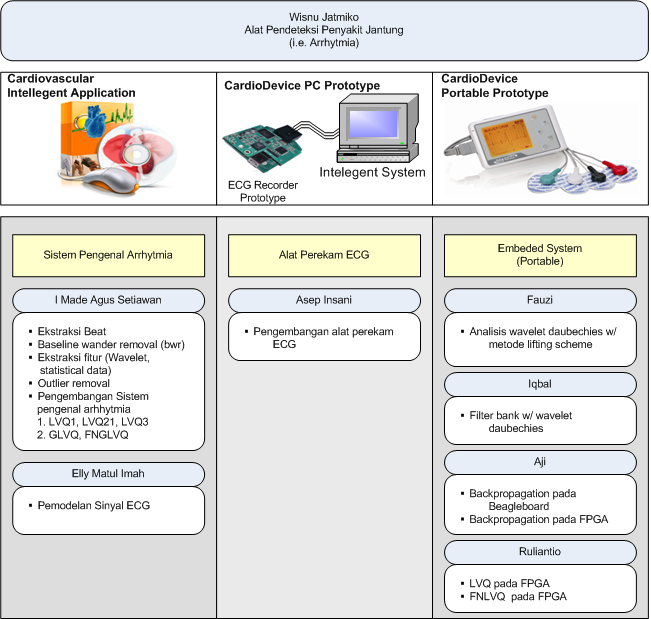 Wisnu Jatmiko
Alat Pendeteksi Penyakit Jantung
(i.e. Arrhytmia)
Cardiovascular
Intellegent Application
CardioDevice PC Prototype
ECG Recorder
Prototype
Intelegent System
CardioDevice
Portable Prototype
Sistem Pengenal Arrhytmia
I Made Agus Setiawan
▪ Ekstraksi Beat
▪ Baseline wander removal (bwr)
▪ Ekstraksi fitur (Wavelet,
statistical data)
▪ Outlier removal
▪ Pengembangan Sistem
pengenal arhhytmia
1. LVQ1, LVQ21, LVQ3
2. GLVQ, FNGLVQ
Elly Matul Imah
▪ Pemodelan Sinyal ECG
Alat Perekam ECG
Asep Insani
▪ Pengembangan alat perekam
ECG
Embeded System
(Portable)
Fauzi
▪ Analisis wavelet daubechies w/
metode lifting scheme
Iqbal
▪ Filter bank w/ wavelet
daubechies
Aji
▪ Backpropagation pada
Beagleboard
▪ Backpropagation pada FPGA
Ruliantio
▪ LVQ pada FPGA
▪ FNLVQ pada FPGA